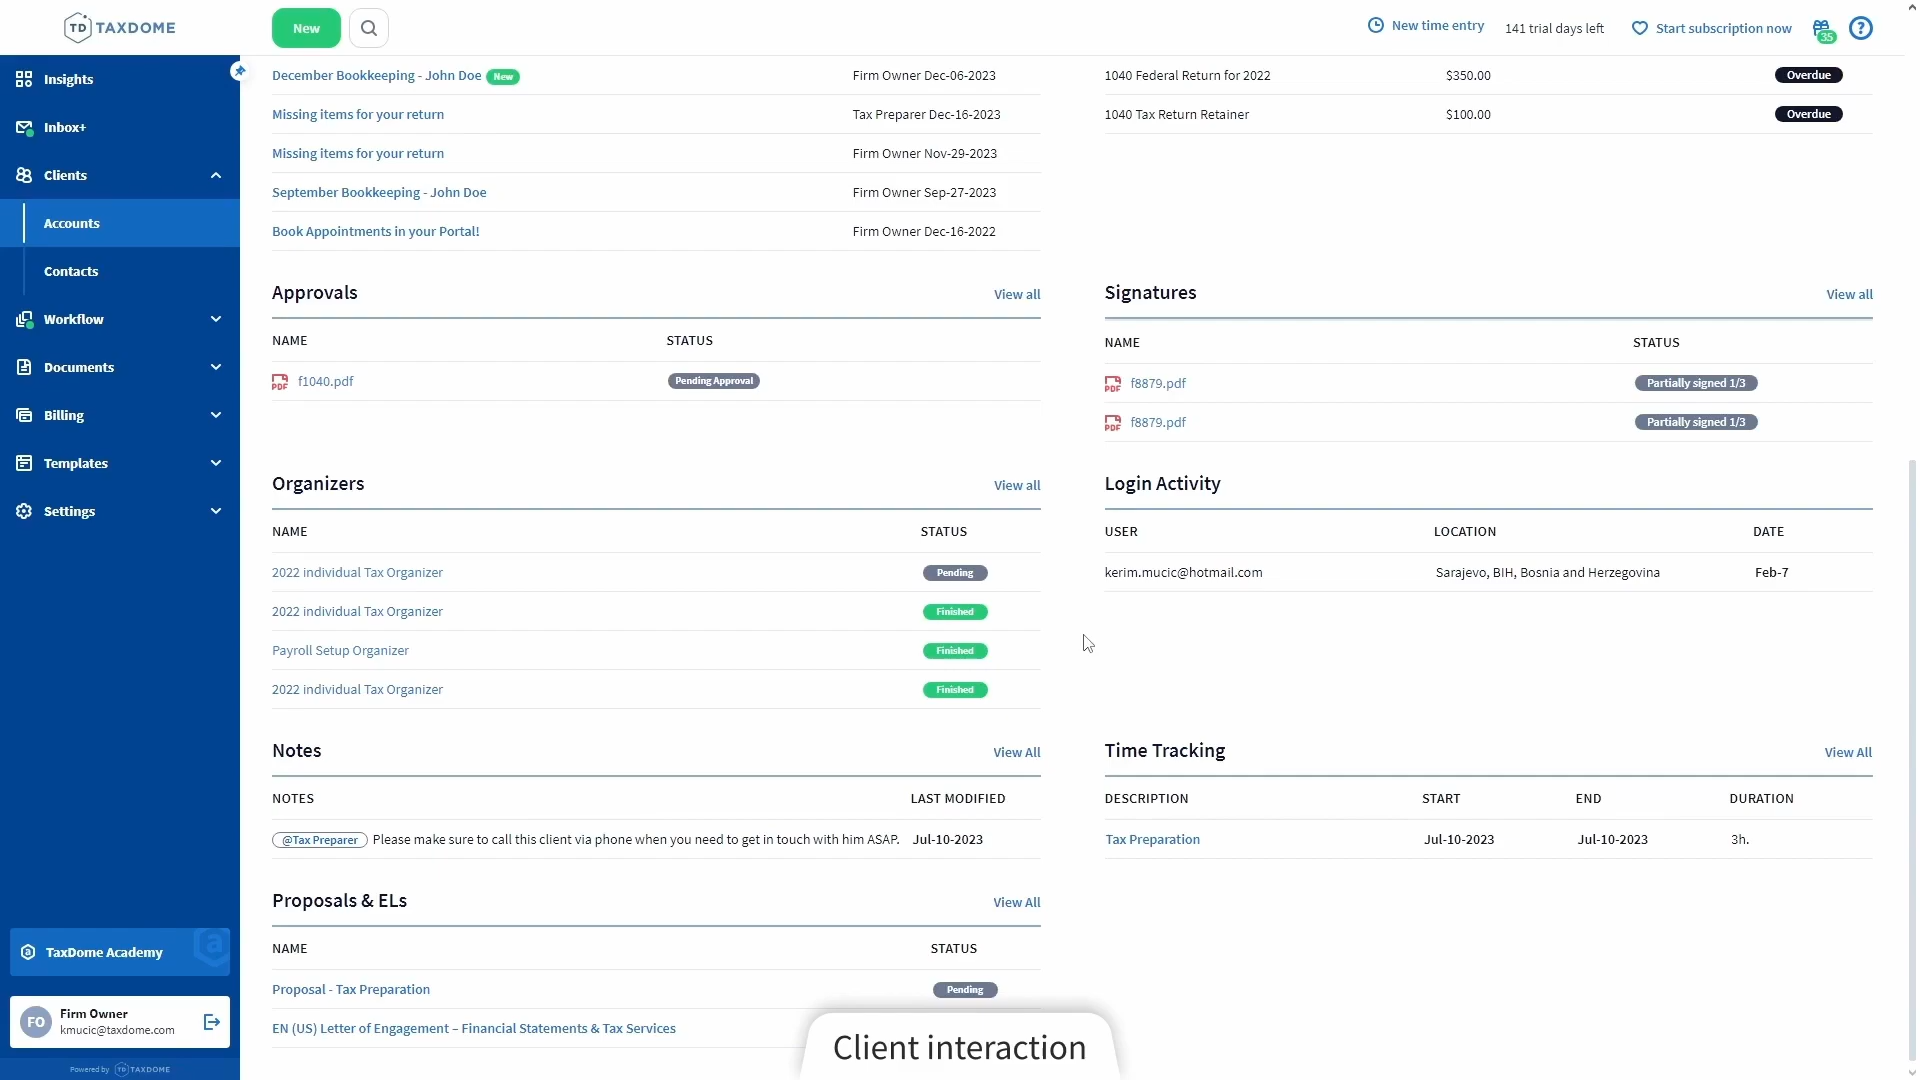 TD TAXDOME
New
New time entry
141 trial days left
Start subscription now
35
?
Insights
Inbox+
Clients
Accounts
Contacts
Workflow
Documents
Billing
Templates
Settings
TaxDome Academy
FO
Firm Owner
kmucic@taxdome.com
Powered by TD TAXDOME
December Bookkeeping - John Doe New Firm Owner Dec-06-2023
Missing items for your return Tax Preparer Dec-16-2023
Missing items for your return Firm Owner Nov-29-2023
September Bookkeeping - John Doe Firm Owner Sep-27-2023
Book Appointments in your Portal! Firm Owner Dec-16-2022
1040 Federal Return for 2022 $350.00 Overdue
1040 Tax Return Retainer $100.00 Overdue
Approvals View all
NAME STATUS
PDF f1040.pdf Pending Approval
Signatures View all
NAME STATUS
PDF f8879.pdf Partially signed 1/3
PDF f8879.pdf Partially signed 1/3
Organizers View all
NAME STATUS
2022 individual Tax Organizer Pending
2022 individual Tax Organizer Finished
Payroll Setup Organizer Finished
2022 individual Tax Organizer Finished
Login Activity
USER LOCATION DATE
kerim.mucic@hotmail.com Sarajevo, BIH, Bosnia and Herzegovina Feb-7
Notes View All
NOTES LAST MODIFIED
@Tax Preparer Please make sure to call this client via phone when you need to get in touch with him ASAP. Jul-10-2023
Time Tracking View All
DESCRIPTION START END DURATION
Tax Preparation Jul-10-2023 Jul-10-2023 3h.
Proposals & ELs View All
NAME STATUS
Proposal - Tax Preparation Pending
EN (US) Letter of Engagement – Financial Statements & Tax Services
Client interaction